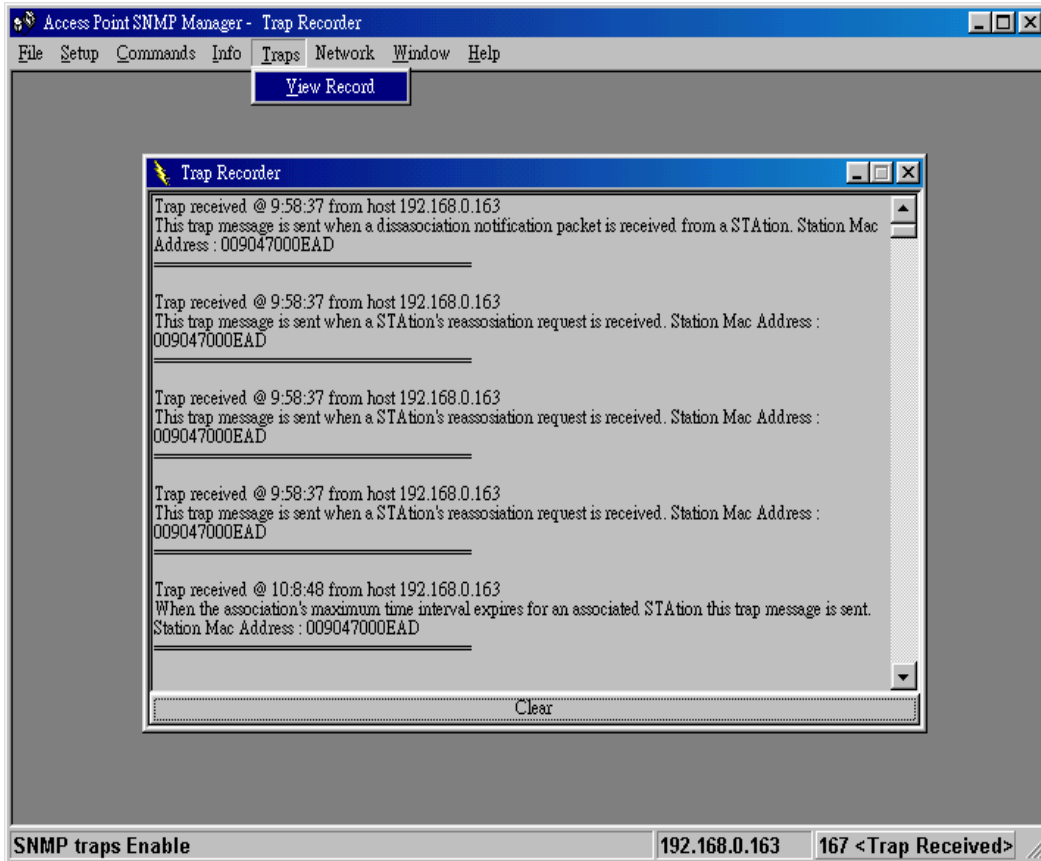 Access Point SNMP Manager - Trap Recorder
File Setup Commands Info Traps Network Window Help
View Record
Trap Recorder
Trap received @ 9:58:37 from host 192.168.0.163
This trap message is sent when a dissasociation notification packet is received from a STAtion. Station Mac
Address : 009047000EAD
Trap received @ 9:58:37 from host 192.168.0.163
This trap message is sent when a STAtion's reassosiation request is received. Station Mac Address :
009047000EAD
Trap received @ 9:58:37 from host 192.168.0.163
This trap message is sent when a STAtion's reassosiation request is received. Station Mac Address :
009047000EAD
Trap received @ 9:58:37 from host 192.168.0.163
This trap message is sent when a STAtion's reassosiation request is received. Station Mac Address :
009047000EAD
Trap received @ 10:8:48 from host 192.168.0.163
When the association's maximum time interval expires for an associated STAtion this trap message is sent.
Station Mac Address : 009047000EAD
Clear
SNMP traps Enable 192.168.0.163 167 <Trap Received>